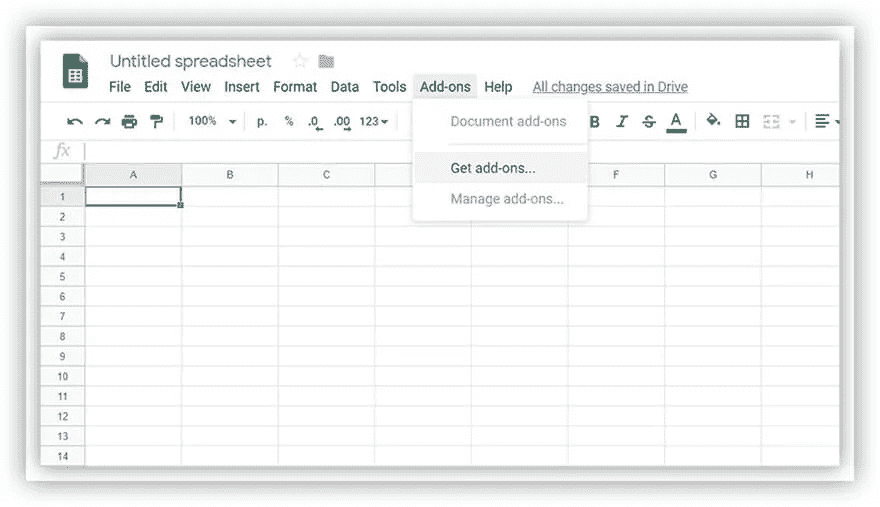 Untitled spreadsheet
File Edit View Insert Format Data Tools Add-ons Help All changes saved in Drive
100% р. % .0 .00 123 B I S A
Document add-ons
fx
Get add-ons...
A B C F G H
Manage add-ons...
1
2
3
4
5
6
7
8
9
10
11
12
13
14